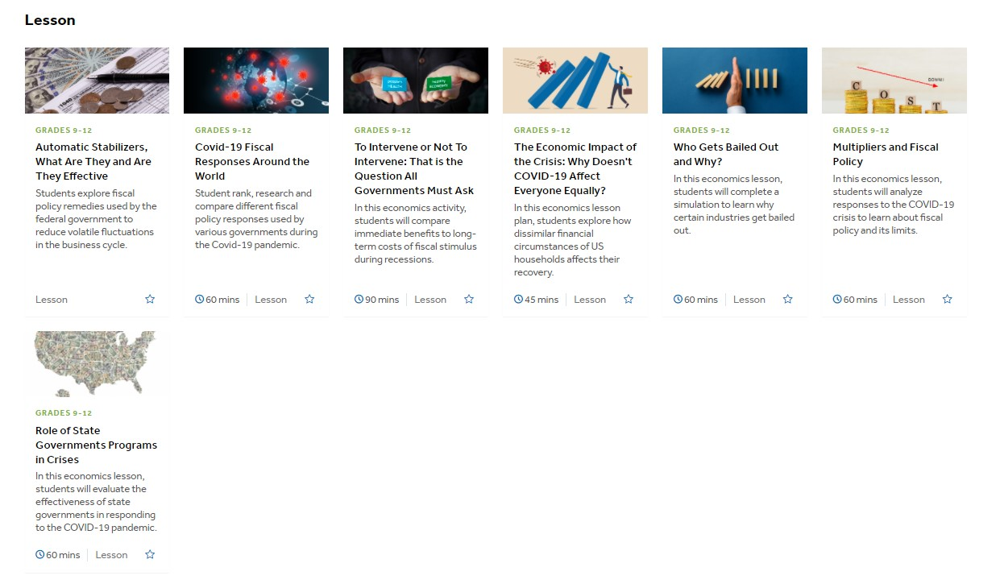 Lesson
GRADES 9-12
Automatic Stabilizers,
What Are They and Are
They Effective
Students explore fiscal
policy remedies used by the
federal government to
reduce volatile fluctuations
in the business cycle.
Lesson
GRADES 9-12
Covid-19 Fiscal
Responses Around the
World
Student rank, research and
compare different fiscal
policy responses used by
various governments during
the Covid-19 pandemic.
60 mins
Lesson
GRADES 9-12
To Intervene or Not To
Intervene: That is the
Question All
Governments Must Ask
In this economics activity,
students will compare
immediate benefits to long-
term costs of fiscal stimulus
during recessions.
90 mins
Lesson
GRADES 9-12
The Economic Impact of
the Crisis: Why Doesn't
COVID-19 Affect
Everyone Equally?
In this economics lesson
plan, students explore how
dissimilar financial
circumstances of US
households affects their
recovery.
45 mins
Lesson
GRADES 9-12
Who Gets Bailed Out
and Why?
In this economics lesson,
students will complete a
simulation to learn why
certain industries get bailed
out.
60 mins
Lesson
DOWN!
C O S T
GRADES 9-12
Multipliers and Fiscal
Policy
In this economics lesson,
students will analyze
responses to the COVID-19
crisis to learn about fiscal
policy and its limits.
60 mins
Lesson
GRADES 9-12
Role of State
Governments Programs
in Crises
In this economics lesson,
students will evaluate the
effectiveness of state
governments in responding
to the COVID-19 pandemic.
60 mins
Lesson